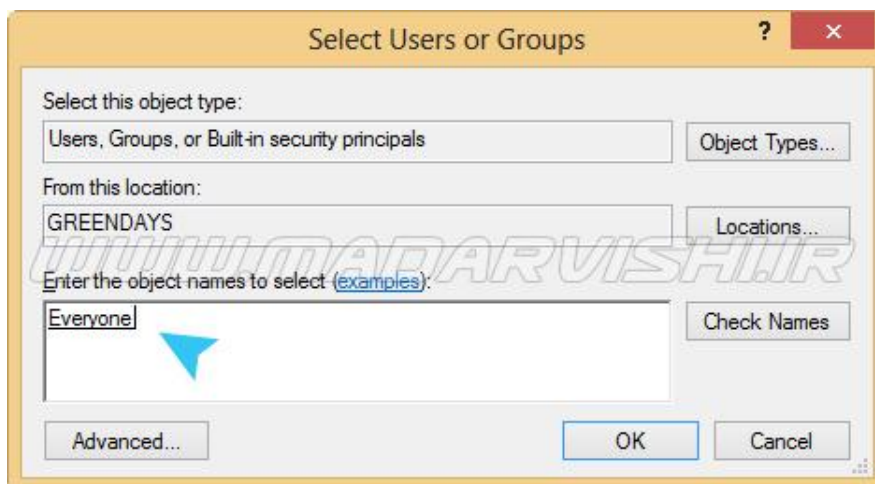 Select Users or Groups
?
×
Select this object type:
Users, Groups, or Built-in security principals
Object Types...
From this location:
GREENDAYS
Locations...
WWW.MADARVISHI.IR
Enter the object names to select (examples):
Everyone
Check Names
Advanced...
OK
Cancel